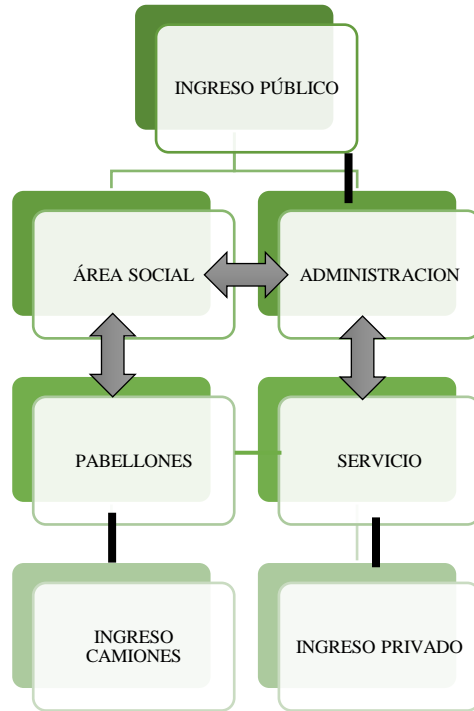 INGRESO PÚBLICO
ÁREA SOCIAL
ADMINISTRACION
PABELLONES
SERVICIO
INGRESO
CAMIONES
INGRESO PRIVADO